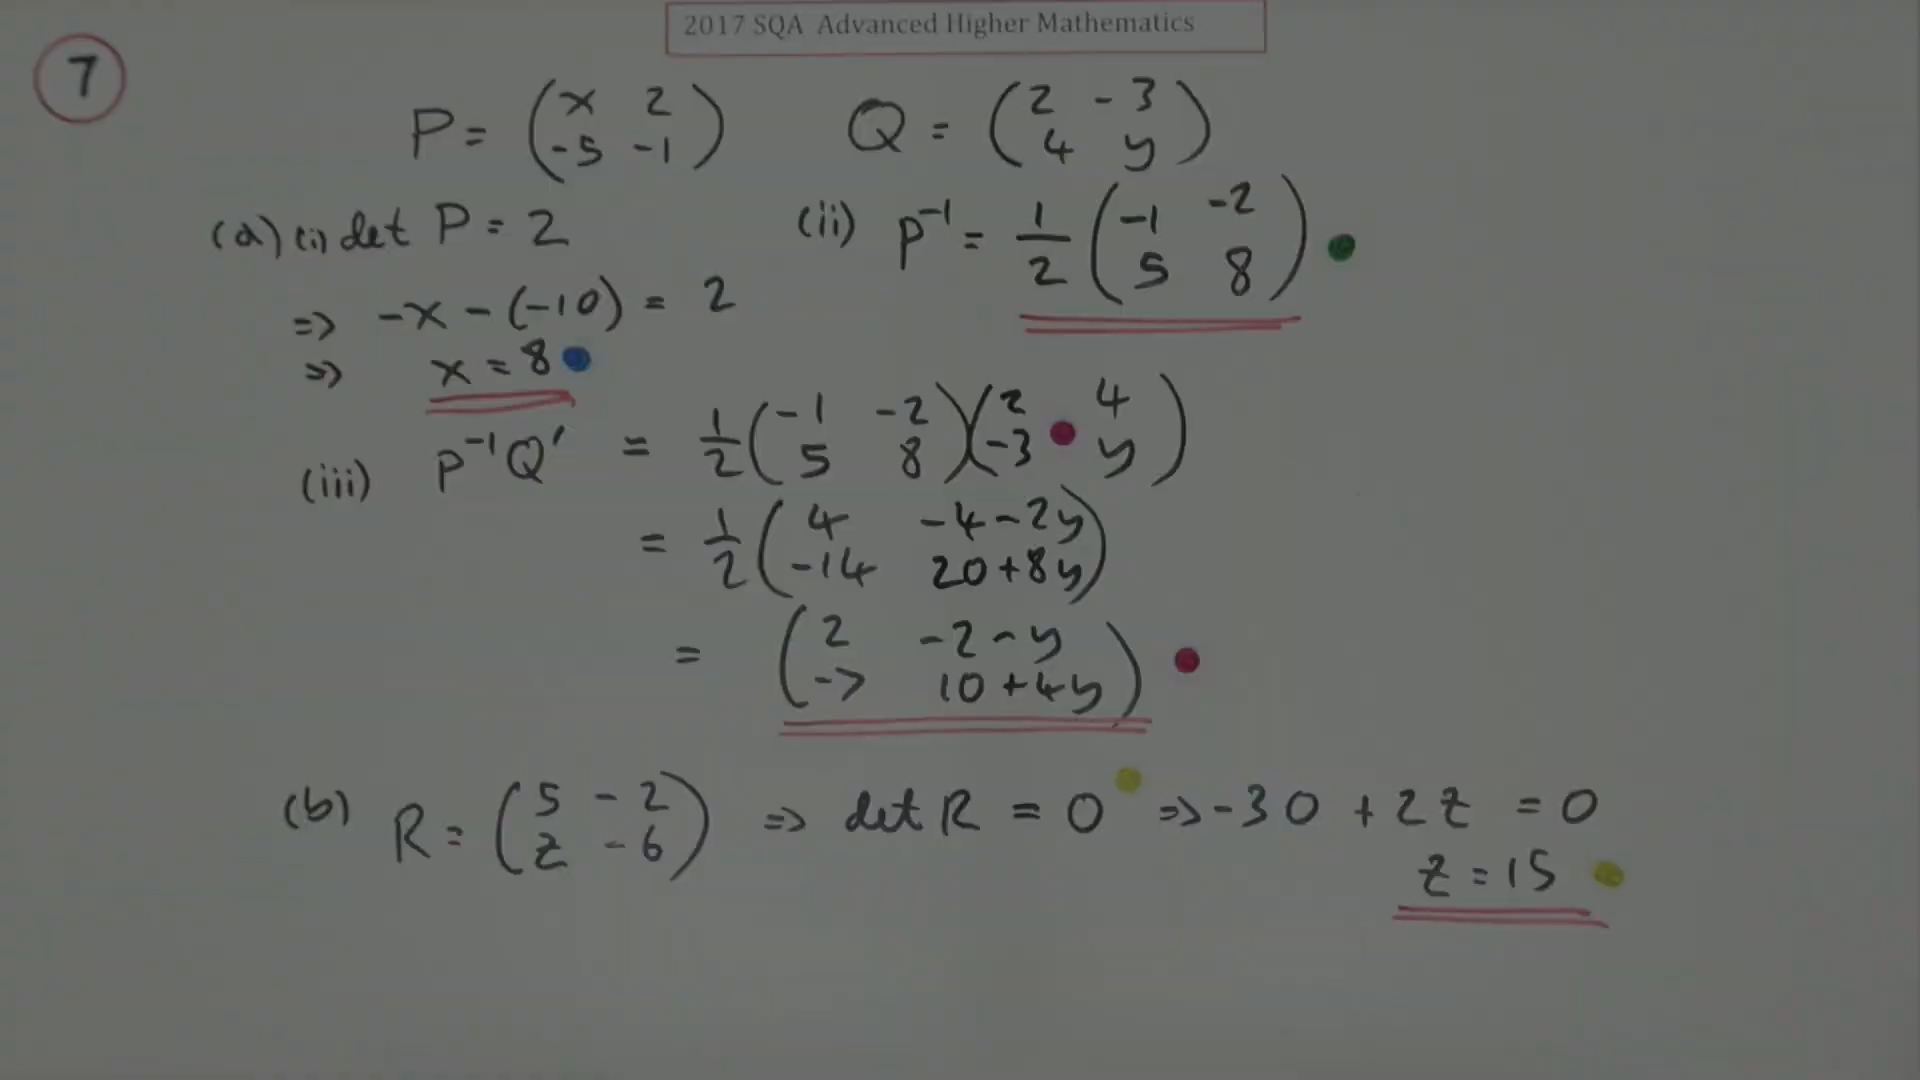 2017 SQA Advanced Higher Mathematics
7
P = (x 2
-5 -1) Q = (2 -3
4 y)
(a) (i) det P = 2 (ii) P⁻¹ = 1/2 (-1 -2
5 8)
=> -x - (-10) = 2
=> x = 8
(iii) P⁻¹Q' = 1/2 (-1 -2
5 8)(2 4
-3 y)
= 1/2 (4 -4-2y
-14 20+8y)
= (2 -2-y
-7 10+4y)
(b) R = (5 -2
z -6) => det R = 0 => -30 + 2z = 0
z = 15